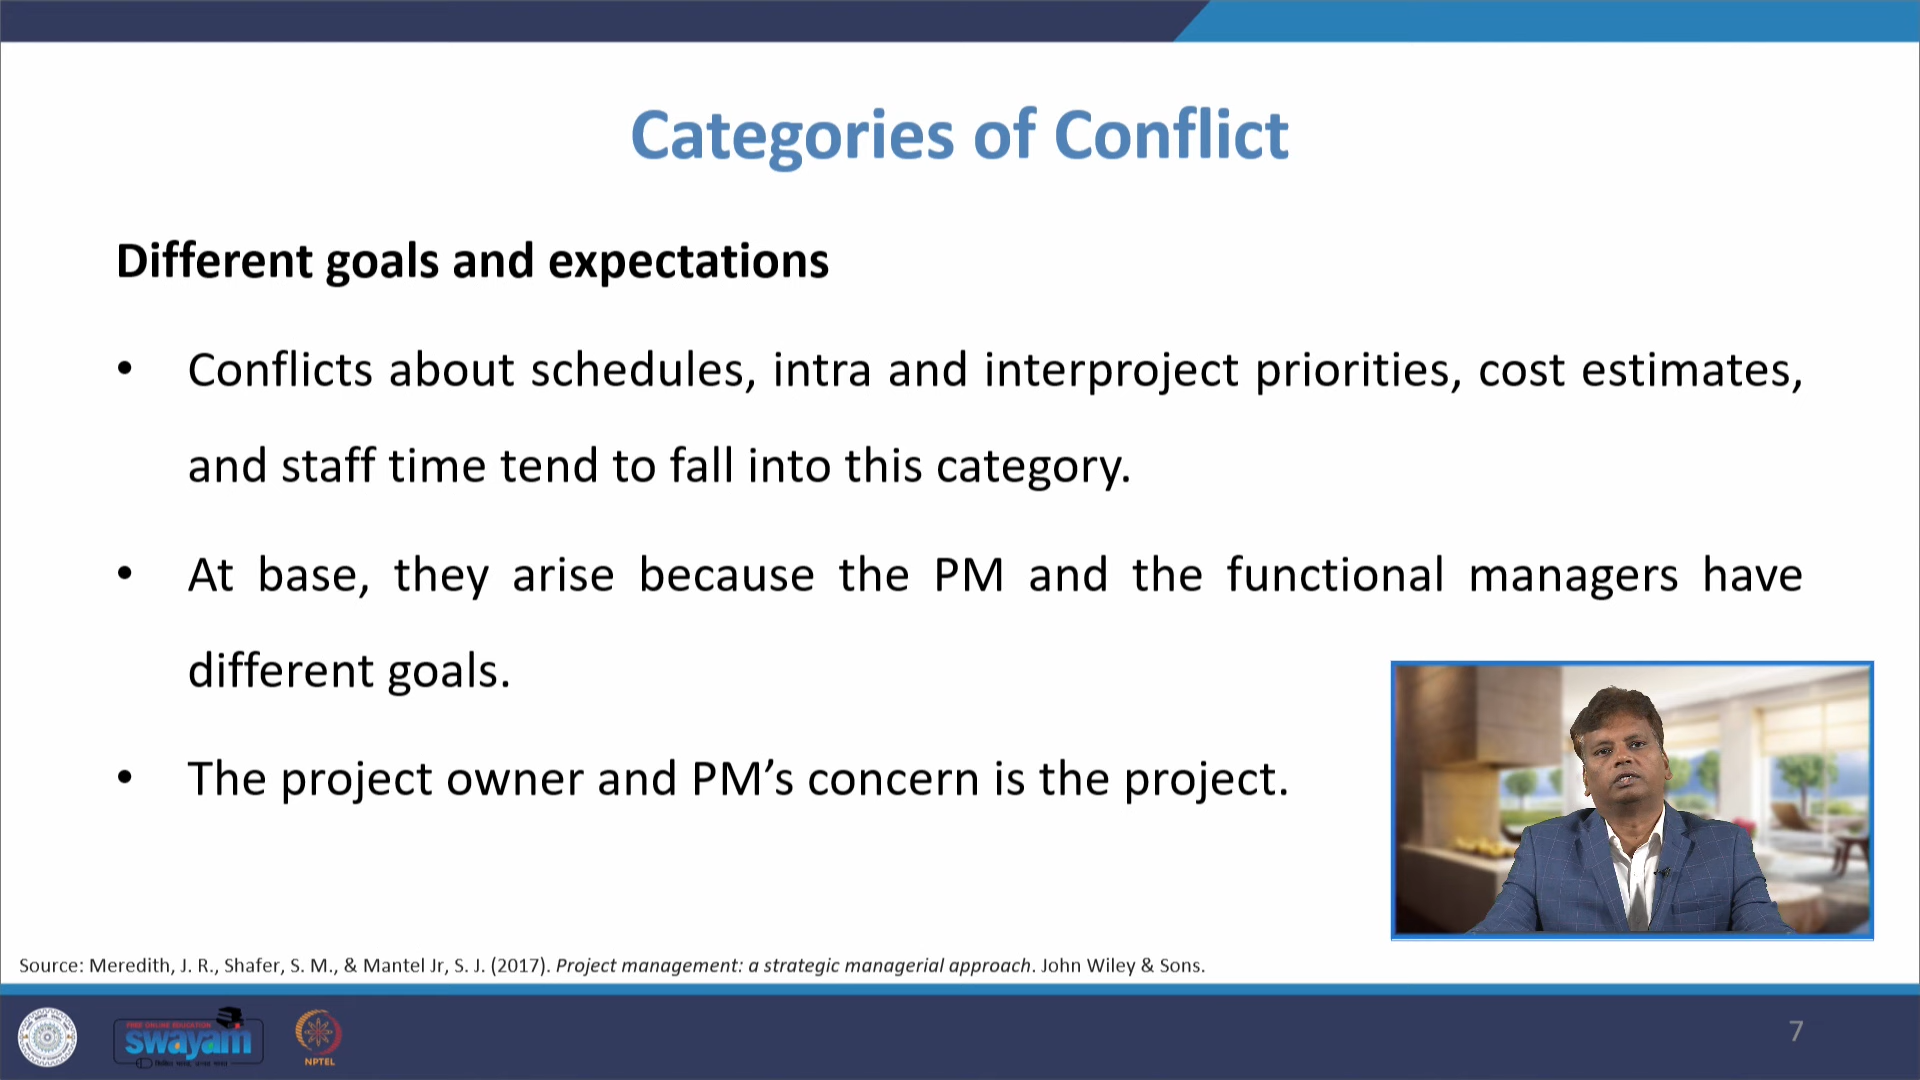 Categories of Conflict
Different goals and expectations
• Conflicts about schedules, intra and interproject priorities, cost estimates,
and staff time tend to fall into this category.
• At base, they arise because the PM and the functional managers have
different goals.
• The project owner and PM’s concern is the project.
Source: Meredith, J. R., Shafer, S. M., & Mantel Jr, S. J. (2017). Project management: a strategic managerial approach. John Wiley & Sons.
FREE ONLINE EDUCATION
swayam
NPTEL
7